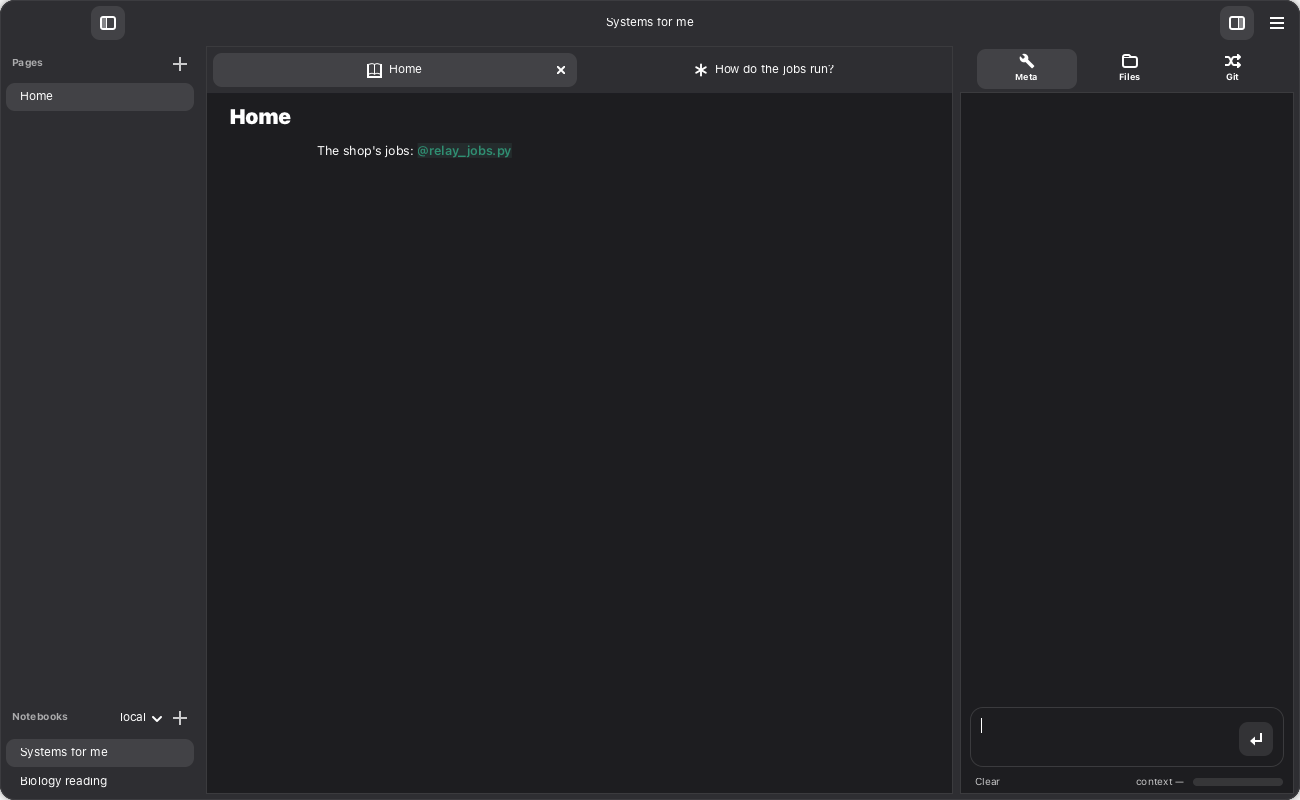 Systems for me
Pages
Home
Home
How do the jobs run?
Meta
Files
Git
Home
The shop's jobs: @relay_jobs.py
Notebooks
local
Systems for me
Biology reading
Clear
context —